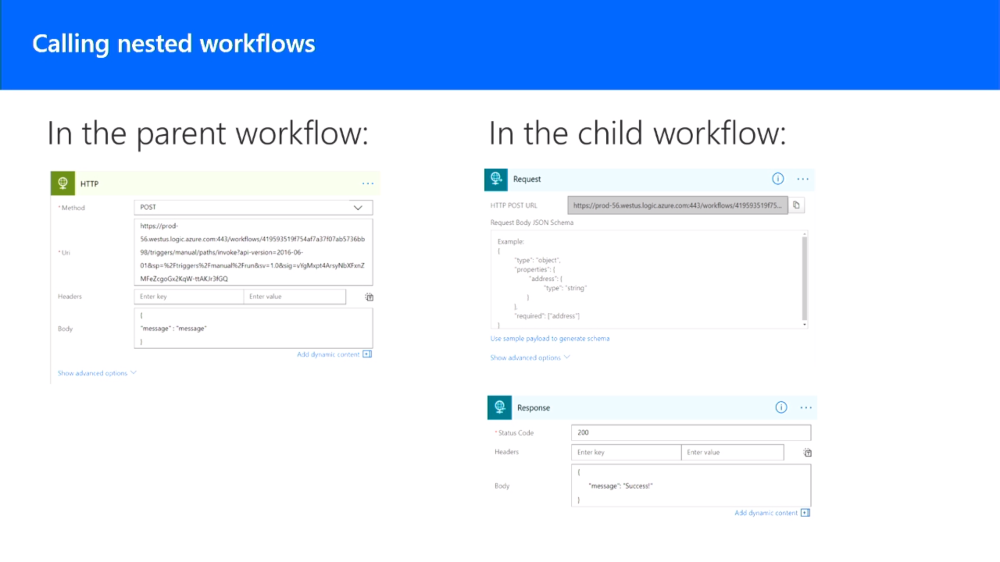 Calling nested workflows
In the parent workflow:
HTTP
* Method
POST
* Uri
https://prod-
56.westus.logic.azure.com:443/workflows/419593519f754af7a37f07ab5736bb
98/triggers/manual/paths/invoke?api-version=2016-06-
01&sp=%2Ftriggers%2Fmanual%2Frun&sv=1.0&sig=vYgMxpt4ArsyNbXFxnZ
MFeZcgoGx2KqW-ttAKJr3fGQ
Headers
Enter key
Enter value
Body
{
"message" : "message"
}
Add dynamic content
Show advanced options
In the child workflow:
Request
HTTP POST URL
https://prod-56.westus.logic.azure.com:443/workflows/419593519f75...
Request Body JSON Schema
Example:
{
"type": "object",
"properties": {
"address": {
"type": "string"
}
},
"required": ["address"]
}
Use sample payload to generate schema
Show advanced options
Response
* Status Code
200
Headers
Enter key
Enter value
Body
{
"message": "Success!"
}
Add dynamic content